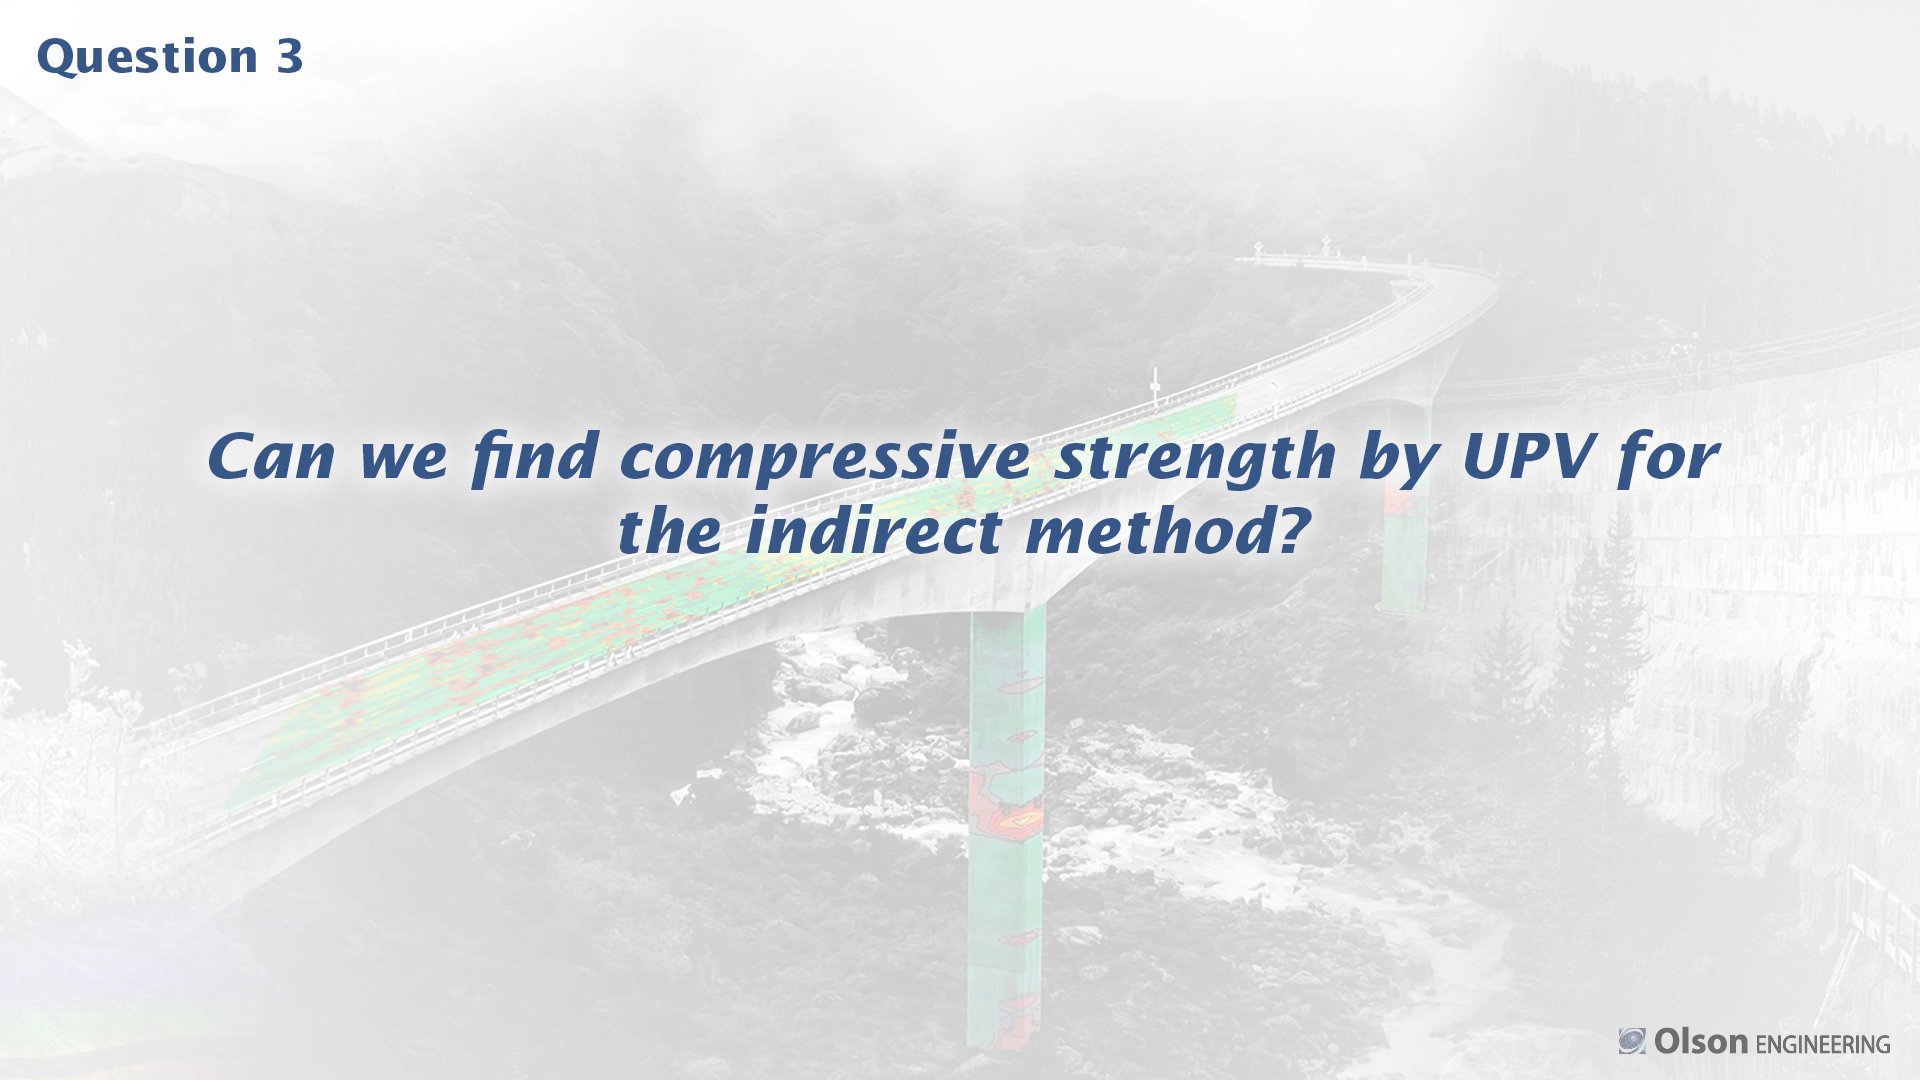 Question 3
Can we find compressive strength by UPV for
the indirect method?
Olson ENGINEERING